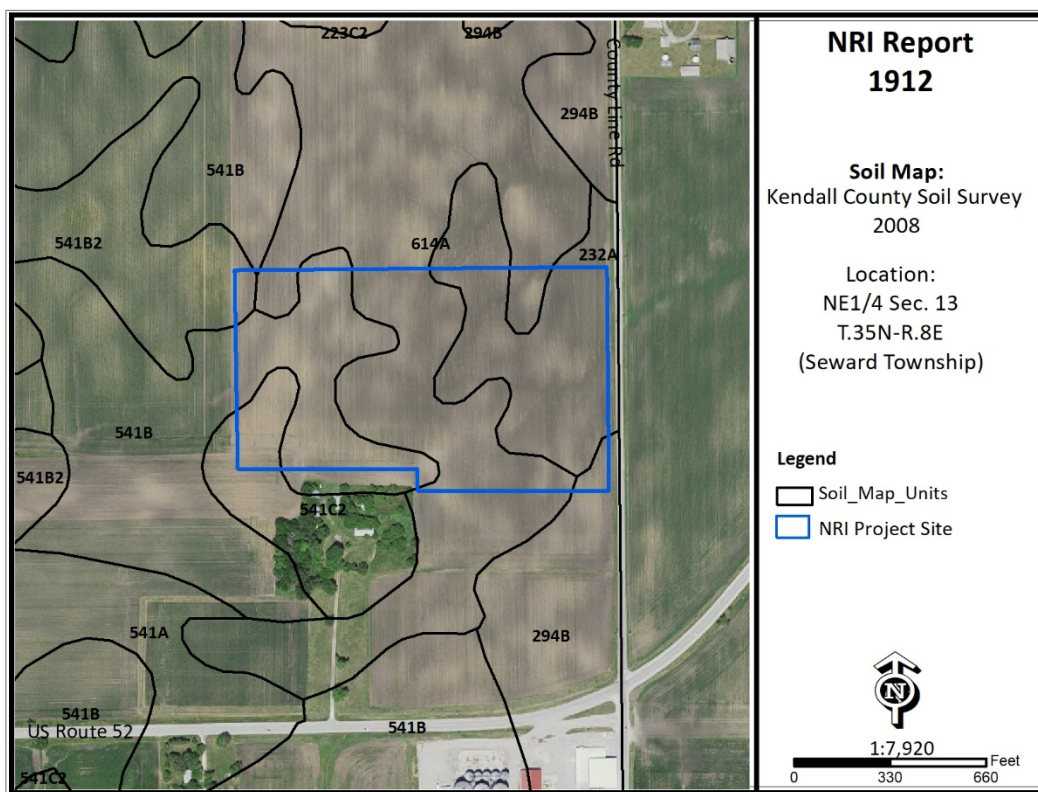 223C2
294B
County Line Rd
294B
541B
541B2
614A
232A
541B
541B2
541C2
541A
294B
541B
541B
US Route 52
541C2
NRI Report
1912
Soil Map:
Kendall County Soil Survey
2008
Location:
NE1/4 Sec. 13
T.35N-R.8E
(Seward Township)
Legend
Soil_Map_Units
NRI Project Site
N
1:7,920
Feet
0 330 660